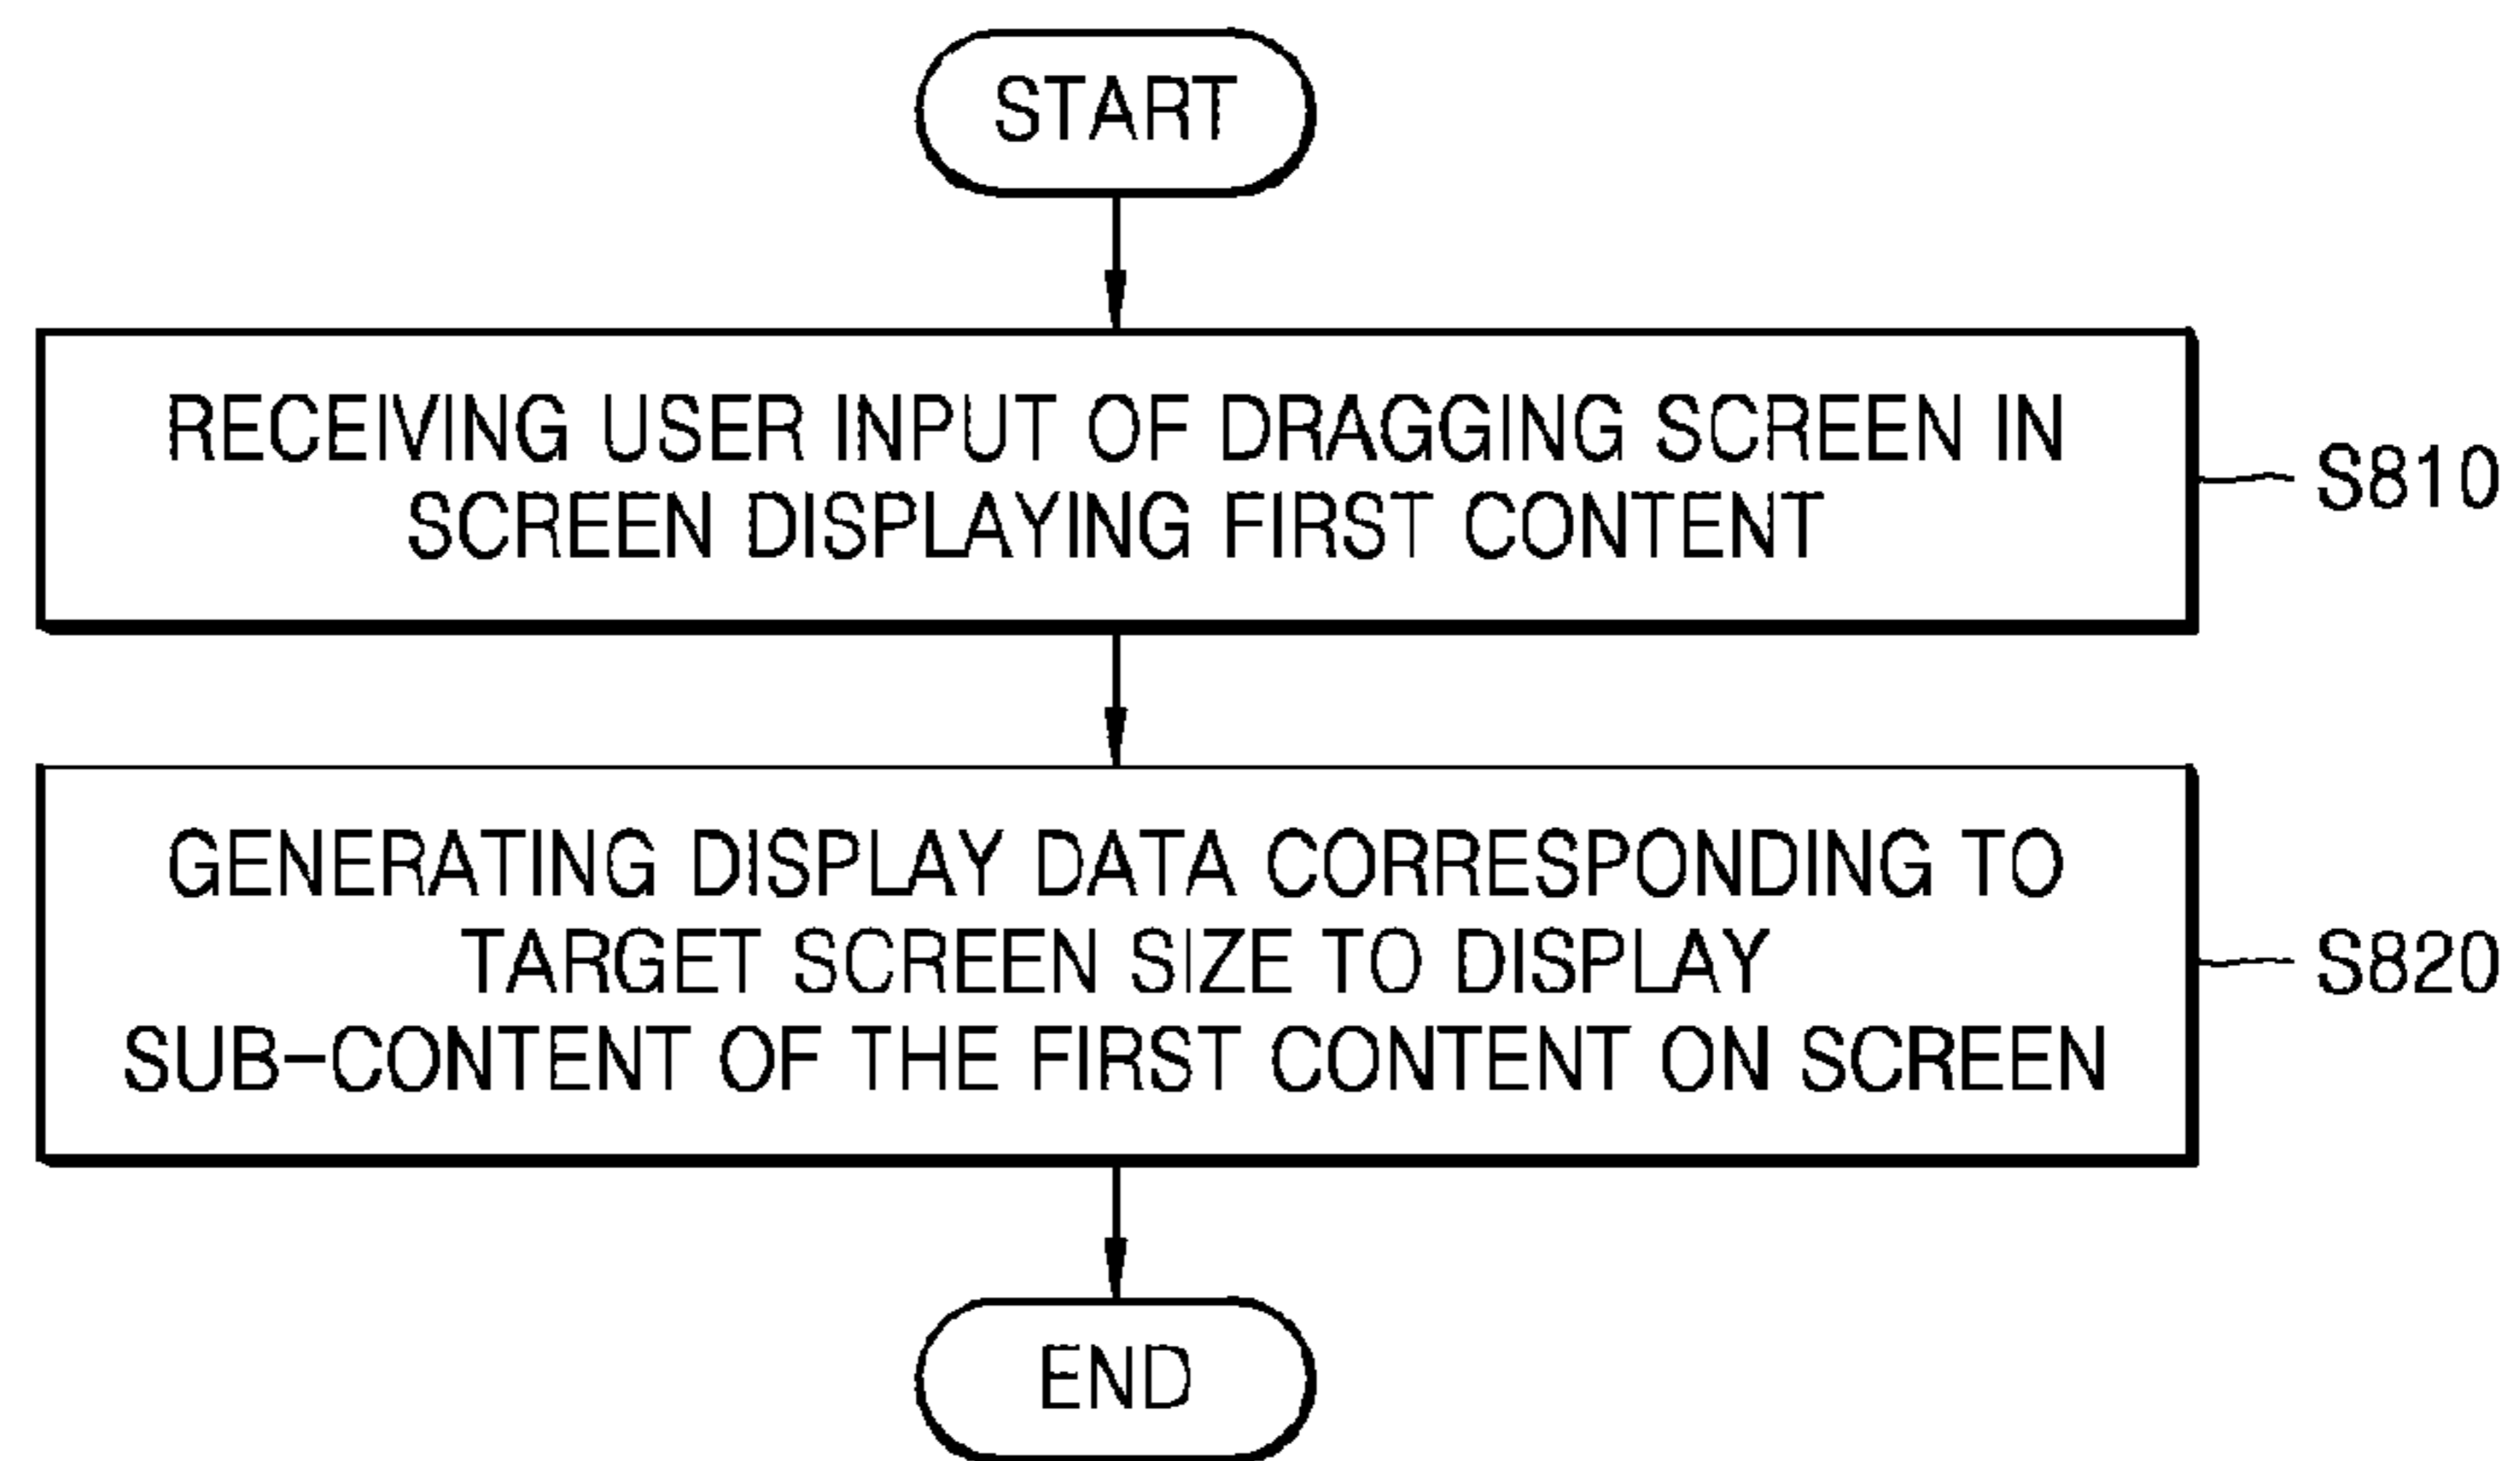 START
RECEIVING USER INPUT OF DRAGGING SCREEN IN
SCREEN DISPLAYING FIRST CONTENT
S810
GENERATING DISPLAY DATA CORRESPONDING TO
TARGET SCREEN SIZE TO DISPLAY
SUB-CONTENT OF THE FIRST CONTENT ON SCREEN
S820
END